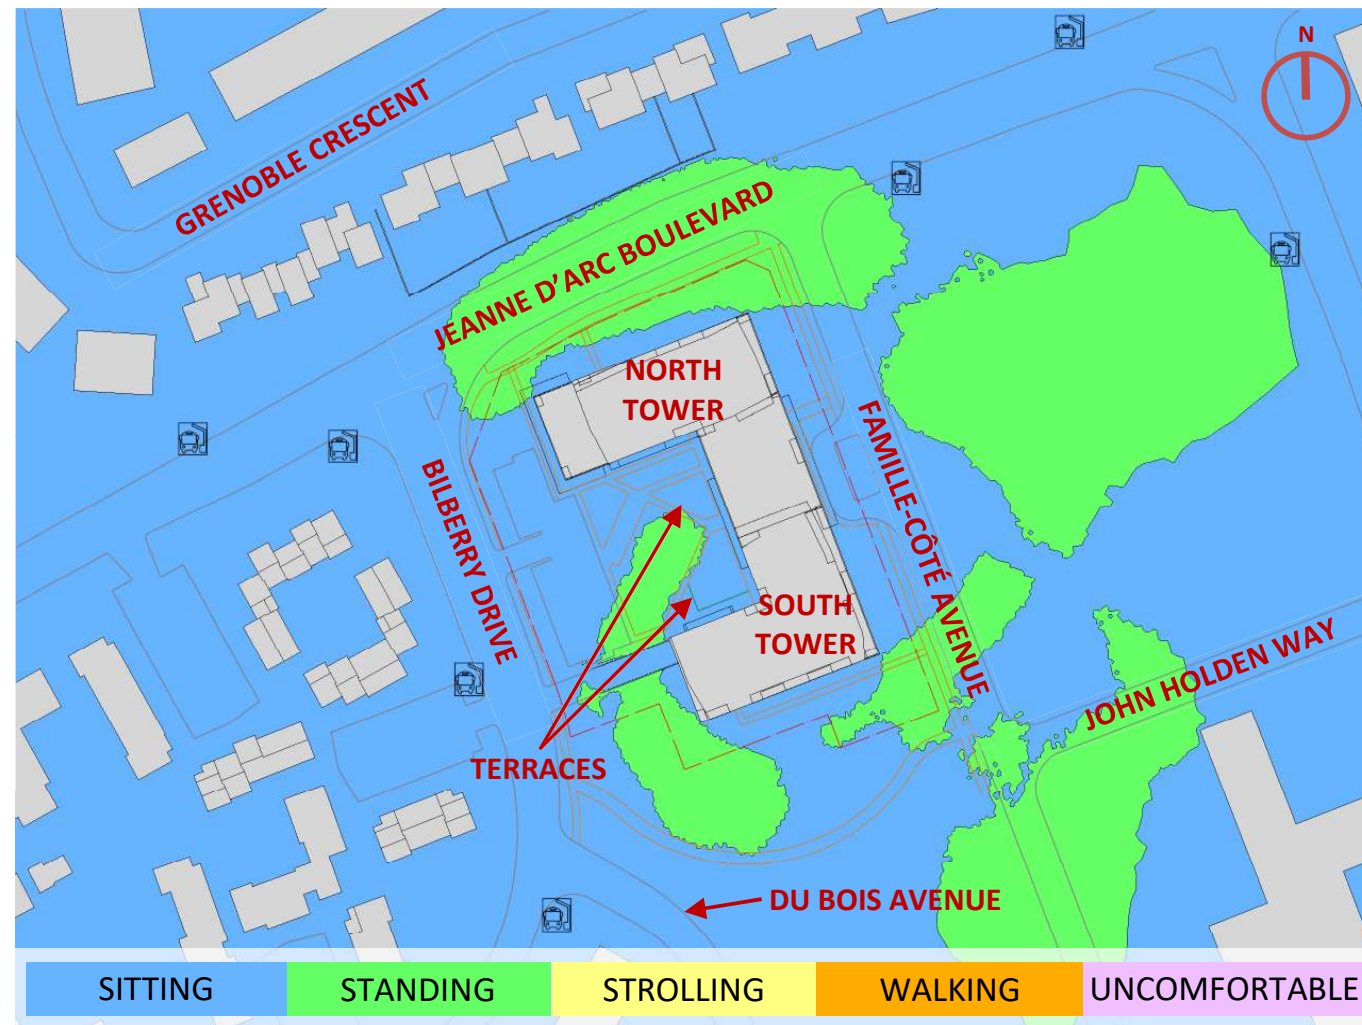 N
GRENOBLE CRESCENT
JEANNE D’ARC BOULEVARD
NORTH
TOWER
FAMILLE-CÔTÉ AVENUE
BILBERRY DRIVE
SOUTH
TOWER
JOHN HOLDEN WAY
TERRACES
DU BOIS AVENUE
SITTING
STANDING
STROLLING
WALKING
UNCOMFORTABLE